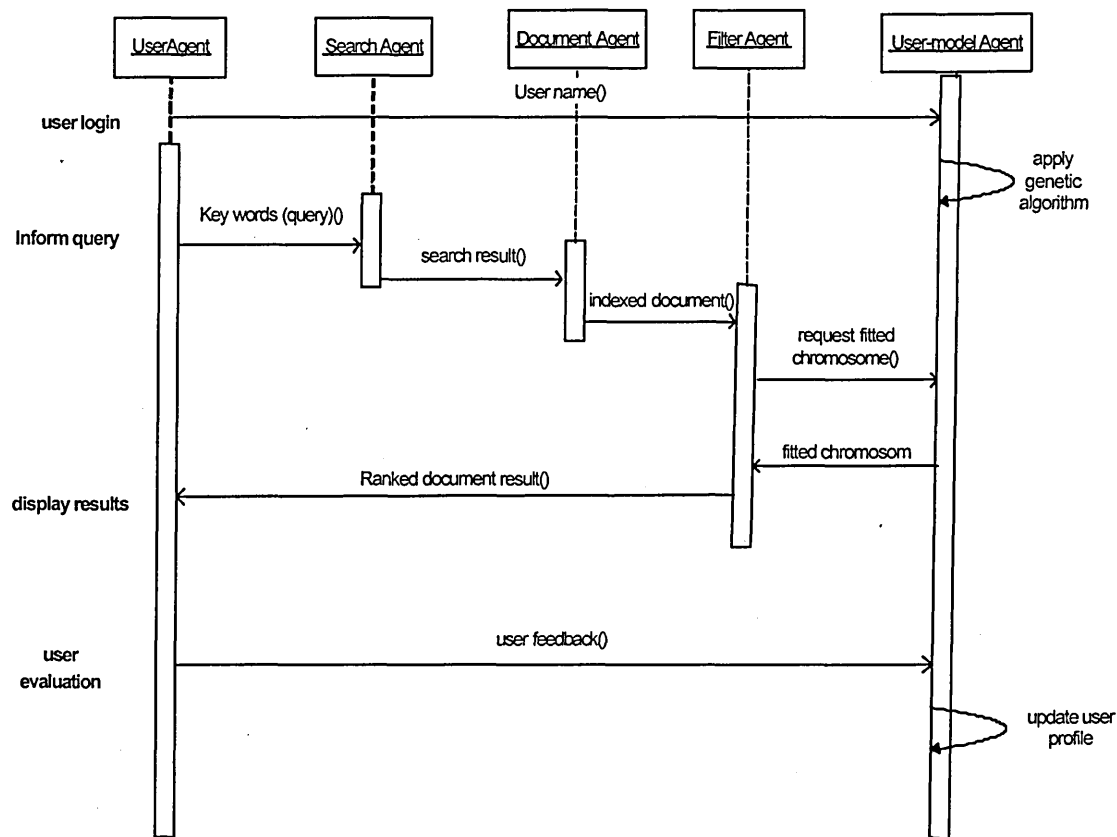 UserAgent
Search Agent
Document Agent
Filter Agent
User-model Agent
User name()
user login
apply
genetic
algorithm
Key words (query)()
Inform query
search result()
indexed document()
request fitted
chromosome()
fitted chromosom
Ranked document result()
display results
user feedback()
user
evaluation
update user
profile